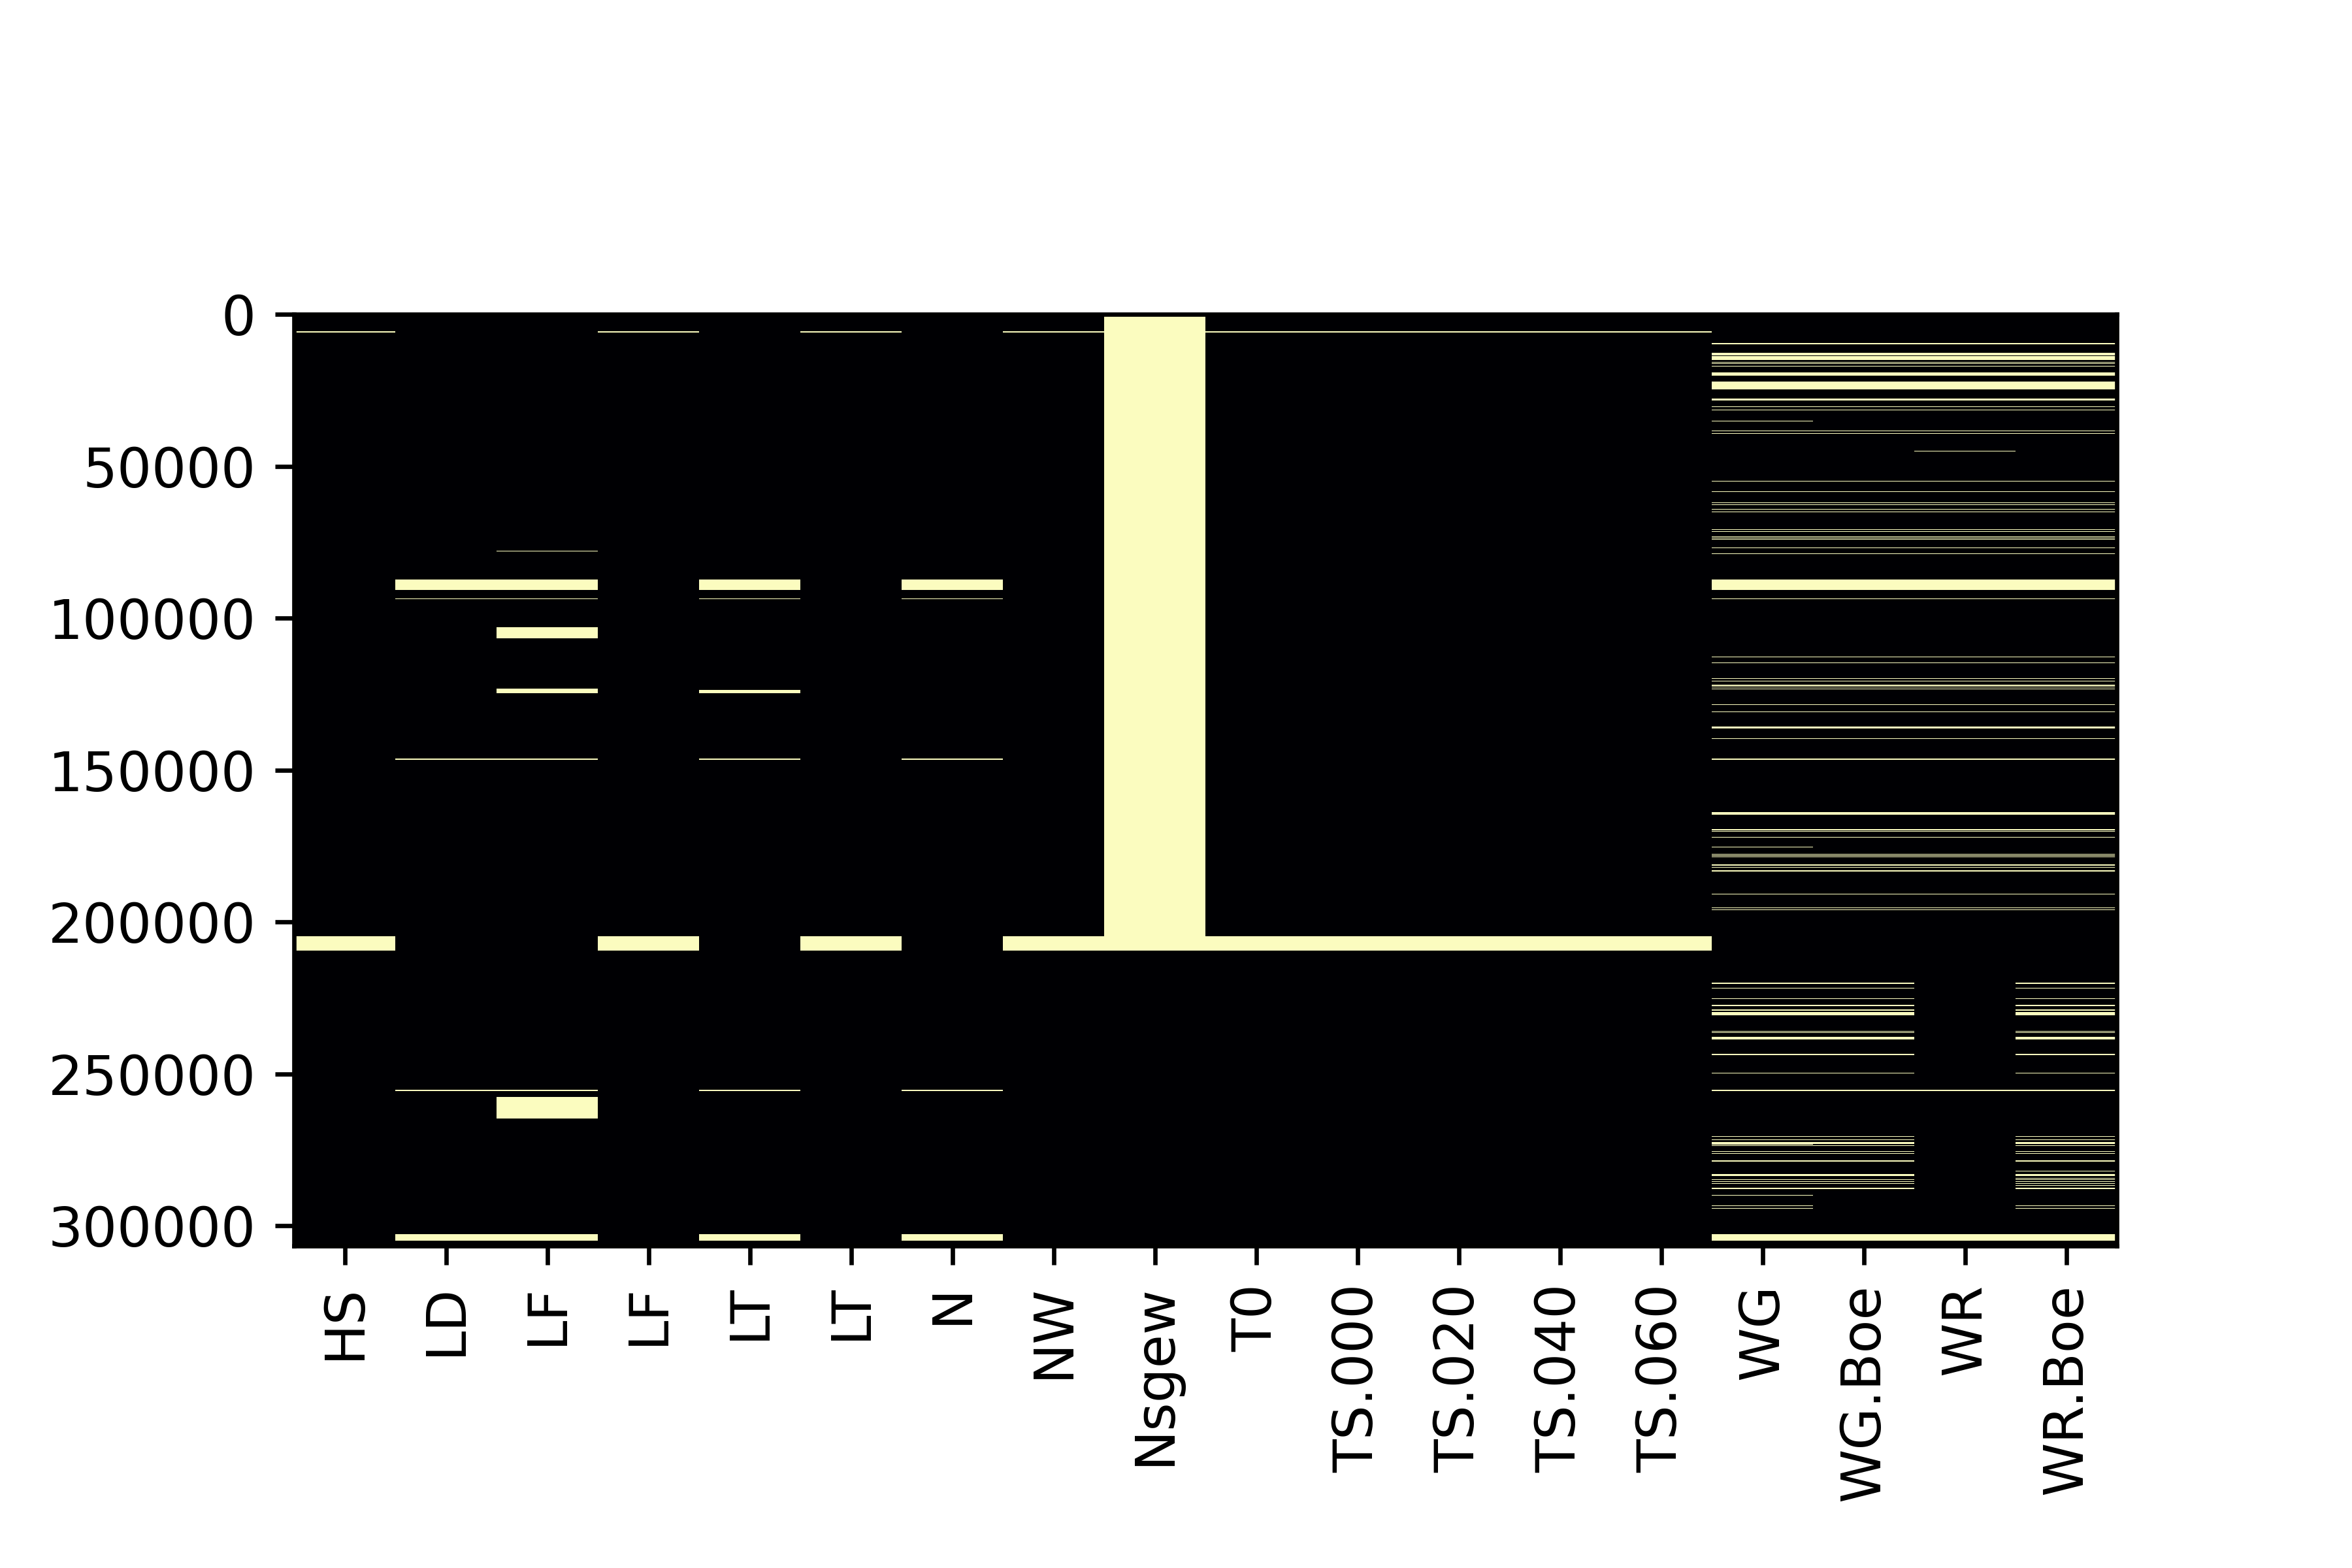 0
50000
100000
150000
200000
250000
300000
HS
LD
LF
LF
LT
LT
N
NW
Nsgew
T0
TS.000
TS.020
TS.040
TS.060
WG
WG.Boe
WR
WR.Boe